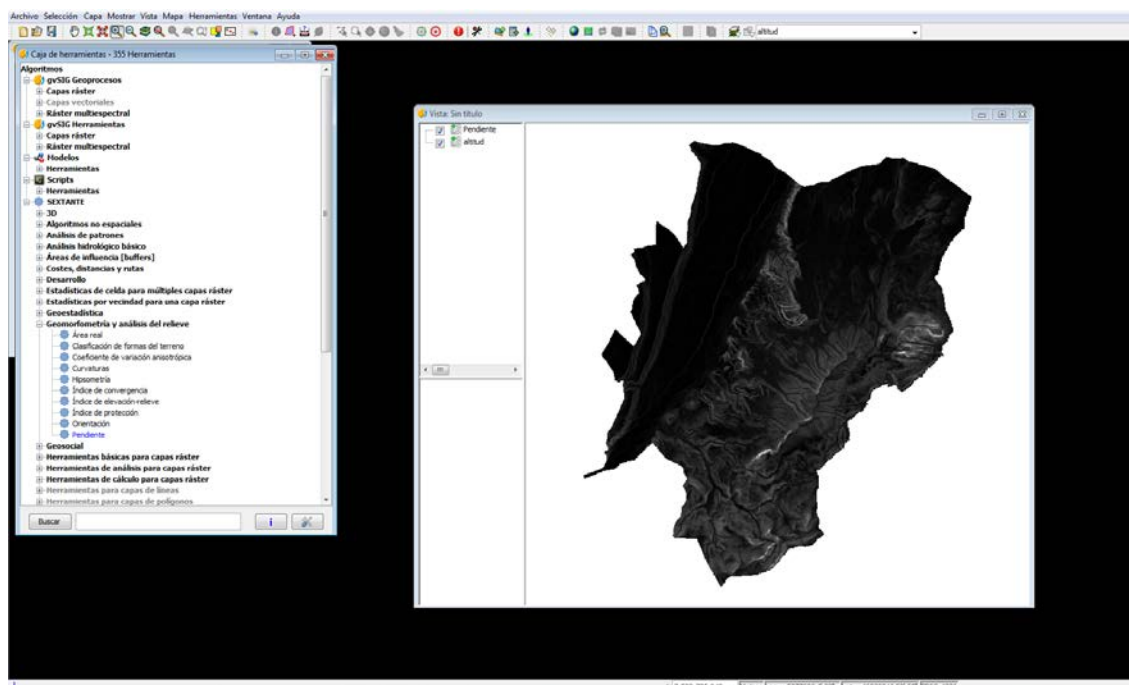 Archivo Selección Capa Mostrar Vista Mapa Herramientas Ventana Ayuda
altitud
Caja de herramientas - 355 Herramientas
Algoritmos
gvSIG Geoprocesos
Capas ráster
Capas vectoriales
Ráster multiespectral
gvSIG Herramientas
Capas ráster
Ráster multiespectral
Modelos
Herramientas
Scripts
Herramientas
SEXTANTE
3D
Algoritmos no espaciales
Análisis de patrones
Análisis hidrológico básico
Áreas de influencia [buffers]
Costes, distancias y rutas
Desarrollo
Estadísticas de celda para múltiples capas ráster
Estadísticas por vecindad para una capa ráster
Geoestadística
Geomorfometría y análisis del relieve
Área real
Clasificación de formas del terreno
Coeficiente de variación anisotrópica
Curvaturas
Hipsometría
Índice de convergencia
Índice de elevación-relieve
Índice de protección
Orientación
Pendiente
Geosocial
Herramientas básicas para capas ráster
Herramientas de análisis para capas ráster
Herramientas de cálculo para capas ráster
Herramientas para capas de líneas
Herramientas para capas de polígonos
Buscar
i
Vista: Sin título
Pendiente
altitud